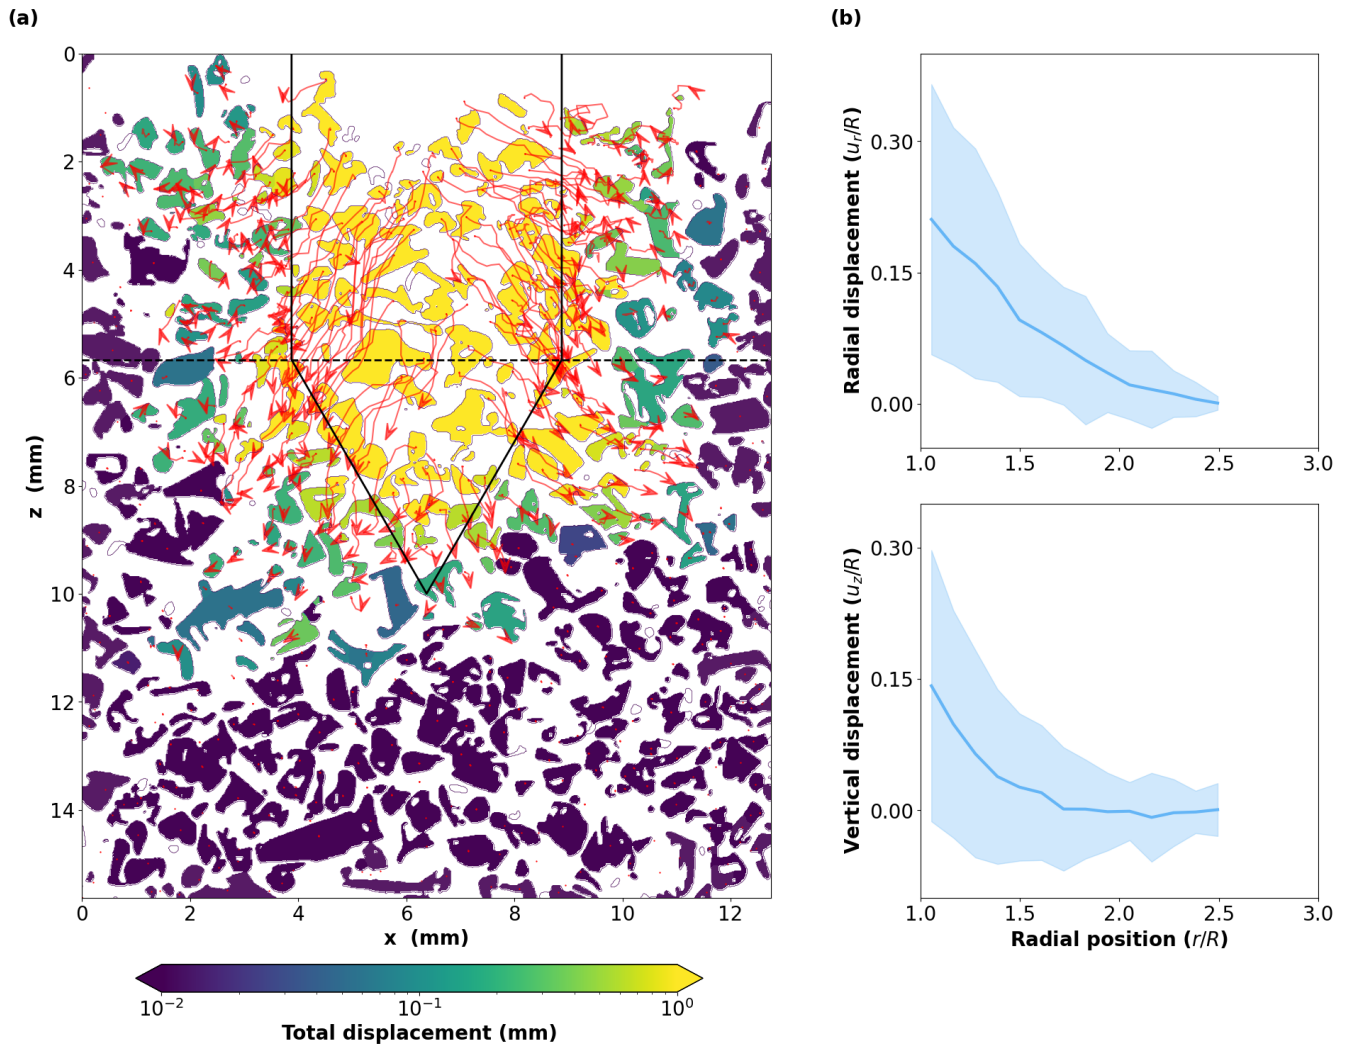 (a)
(b)
0
2
4
6
8
10
12
14
z (mm)
0 2 4 6 8 10 12
x (mm)
10⁻² 10⁻¹ 10⁰
Total displacement (mm)
0.30
0.15
0.00
Radial displacement (u_r/R)
1.0 1.5 2.0 2.5 3.0
0.30
0.15
0.00
Vertical displacement (u_z/R)
1.0 1.5 2.0 2.5 3.0
Radial position (r/R)